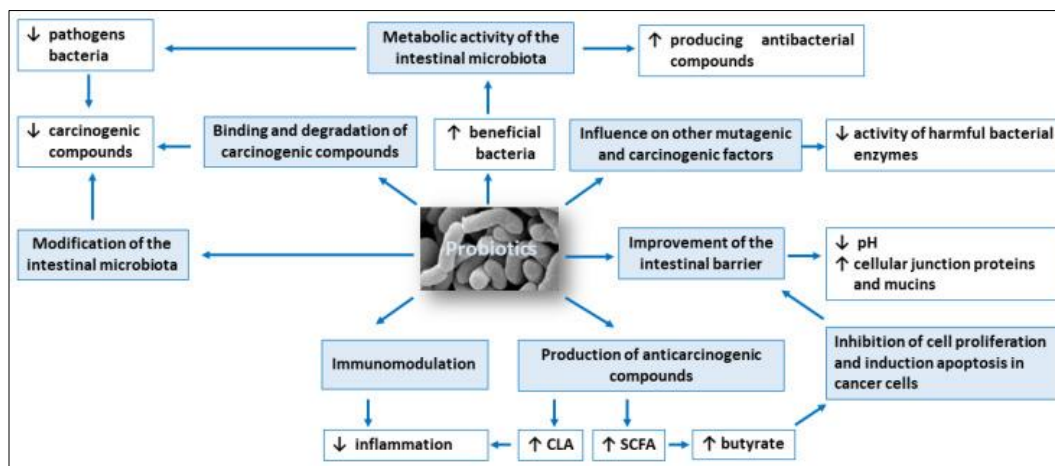 ↓ pathogens
bacteria
Metabolic activity of the
intestinal microbiota
↑ producing antibacterial
compounds
↓ carcinogenic
compounds
Binding and degradation of
carcinogenic compounds
↑ beneficial
bacteria
Influence on other mutagenic
and carcinogenic factors
↓ activity of harmful bacterial
enzymes
Modification of the
intestinal microbiota
Probiotics
Improvement of the
intestinal barrier
↓ pH
↑ cellular junction proteins
and mucins
Immunomodulation
Production of anticarcinogenic
compounds
Inhibition of cell proliferation
and induction apoptosis in
cancer cells
↓ inflammation
↑ CLA
↑ SCFA
↑ butyrate